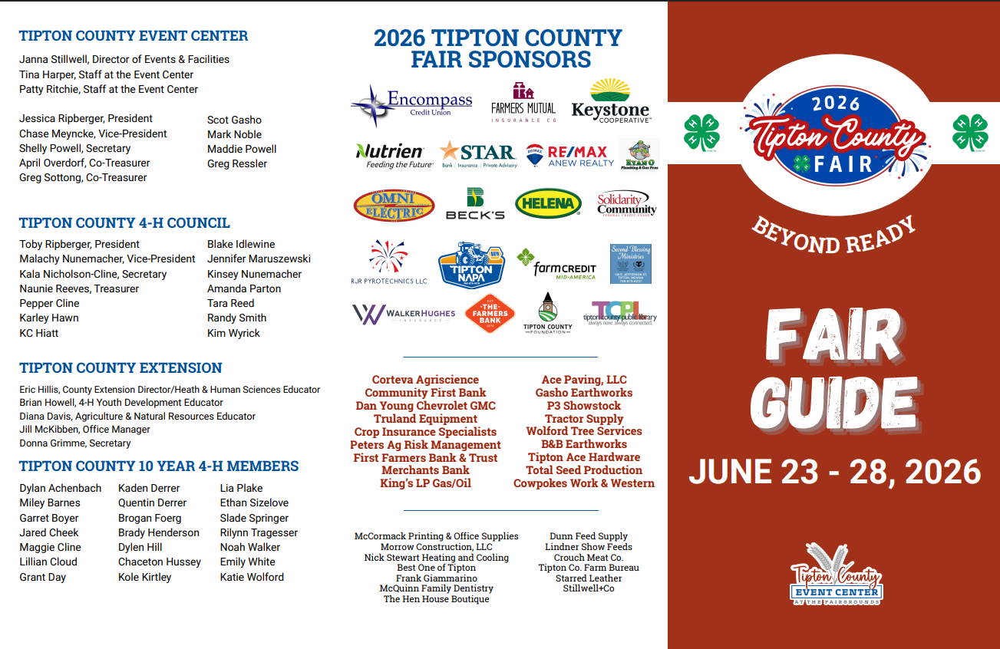 TIPTON COUNTY EVENT CENTER
Janna Stillwell, Director of Events & Facilities
Tina Harper, Staff at the Event Center
Patty Ritchie, Staff at the Event Center
Jessica Ripberger, President
Chase Meyncke, Vice-President
Shelly Powell, Secretary
April Overdorf, Co-Treasurer
Greg Sottong, Co-Treasurer
Scot Gasho
Mark Noble
Maddie Powell
Greg Ressler
TIPTON COUNTY 4-H COUNCIL
Toby Ripberger, President
Malachy Nunemacher, Vice-President
Kala Nicholson-Cline, Secretary
Naunie Reeves, Treasurer
Pepper Cline
Karley Hawn
KC Hiatt
Blake Idlewine
Jennifer Maruszewski
Kinsey Nunemacher
Amanda Parton
Tara Reed
Randy Smith
Kim Wyrick
TIPTON COUNTY EXTENSION
Eric Hillis, County Extension Director/Heath & Human Sciences Educator
Brian Howell, 4-H Youth Development Educator
Diana Davis, Agriculture & Natural Resources Educator
Jill McKibben, Office Manager
Donna Grimme, Secretary
TIPTON COUNTY 10 YEAR 4-H MEMBERS
Dylan Achenbach
Miley Barnes
Garret Boyer
Jared Cheek
Maggie Cline
Lillian Cloud
Grant Day
Kaden Derrer
Quentin Derrer
Brogan Foerg
Brady Henderson
Dylen Hill
Chaceton Hussey
Kole Kirtley
Lia Plake
Ethan Sizelove
Slade Springer
Rilynn Tragesser
Noah Walker
Emily White
Katie Wolford
2026 TIPTON COUNTY
FAIR SPONSORS
Encompass
Credit Union
FARMERS MUTUAL
INSURANCE CO
Keystone
COOPERATIVE
Nutrien
Feeding the Future
STAR
Bank | Insurance | Private Advisory
RE/MAX
ANEW REALTY
RYAN O
Plumbing & Gas Pros
OMNI
ELECTRIC
BECK'S
HELENA
Solidarity
Community
FEDERAL CREDIT UNION
RJR PYROTECHNICS LLC
NAPA
TIPTON
NAPA
farm CREDIT
MID-AMERICA
Second Blessing
Ministries
TIPTON, INDIANA
WALKERHUGHES
INSURANCE
THE
FARMERS
BANK
TIPTON COUNTY
FOUNDATION
TCPL
tipton county public library
always new. always connected.
Corteva Agriscience
Community First Bank
Dan Young Chevrolet GMC
Truland Equipment
Crop Insurance Specialists
Peters Ag Risk Management
First Farmers Bank & Trust
Merchants Bank
King's LP Gas/Oil
Ace Paving, LLC
Gasho Earthworks
P3 Showstock
Tractor Supply
Wolford Tree Services
B&B Earthworks
Tipton Ace Hardware
Total Seed Production
Cowpokes Work & Western
McCormack Printing & Office Supplies
Morrow Construction, LLC
Nick Stewart Heating and Cooling
Best One of Tipton
Frank Giammarino
McQuinn Family Dentistry
The Hen House Boutique
Dunn Feed Supply
Lindner Show Feeds
Crouch Meat Co.
Tipton Co. Farm Bureau
Starred Leather
Stillwell+Co
H H H H
2026
Tipton County
FAIR
H H H H
BEYOND READY
FAIR
GUIDE
JUNE 23 - 28, 2026
Tipton County
EVENT CENTER
AT THE FAIRGROUNDS